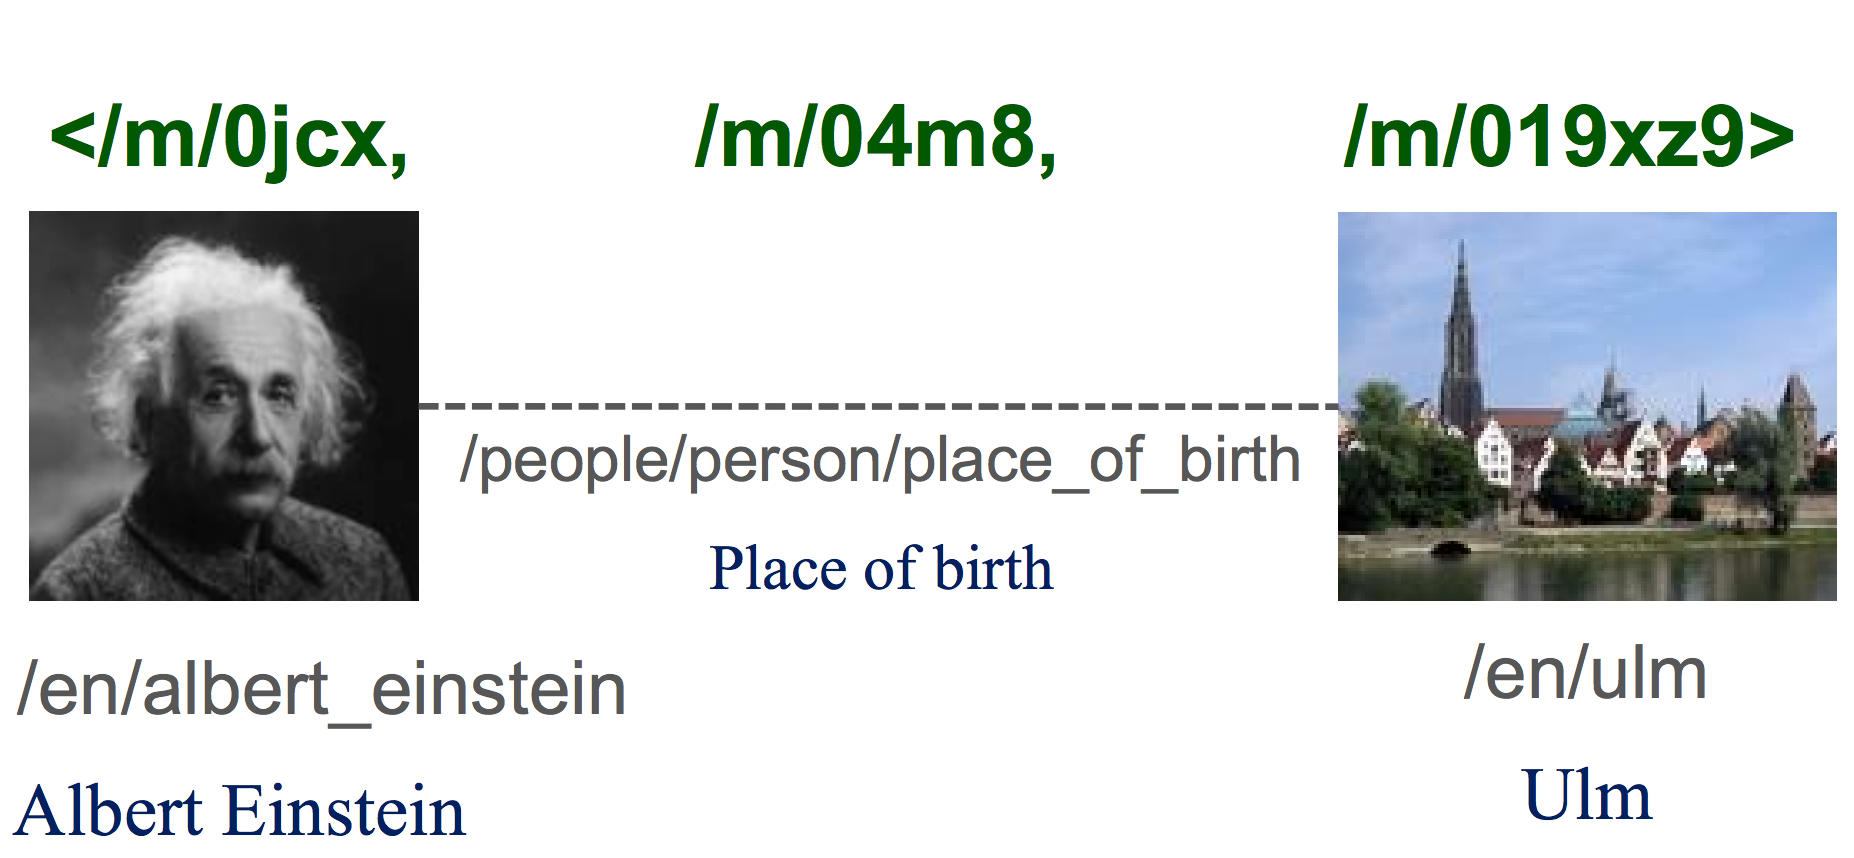 </m/0jcx, /m/04m8, /m/019xz9>
/people/person/place_of_birth
Place of birth
/en/albert_einstein /en/ulm
Albert Einstein Ulm